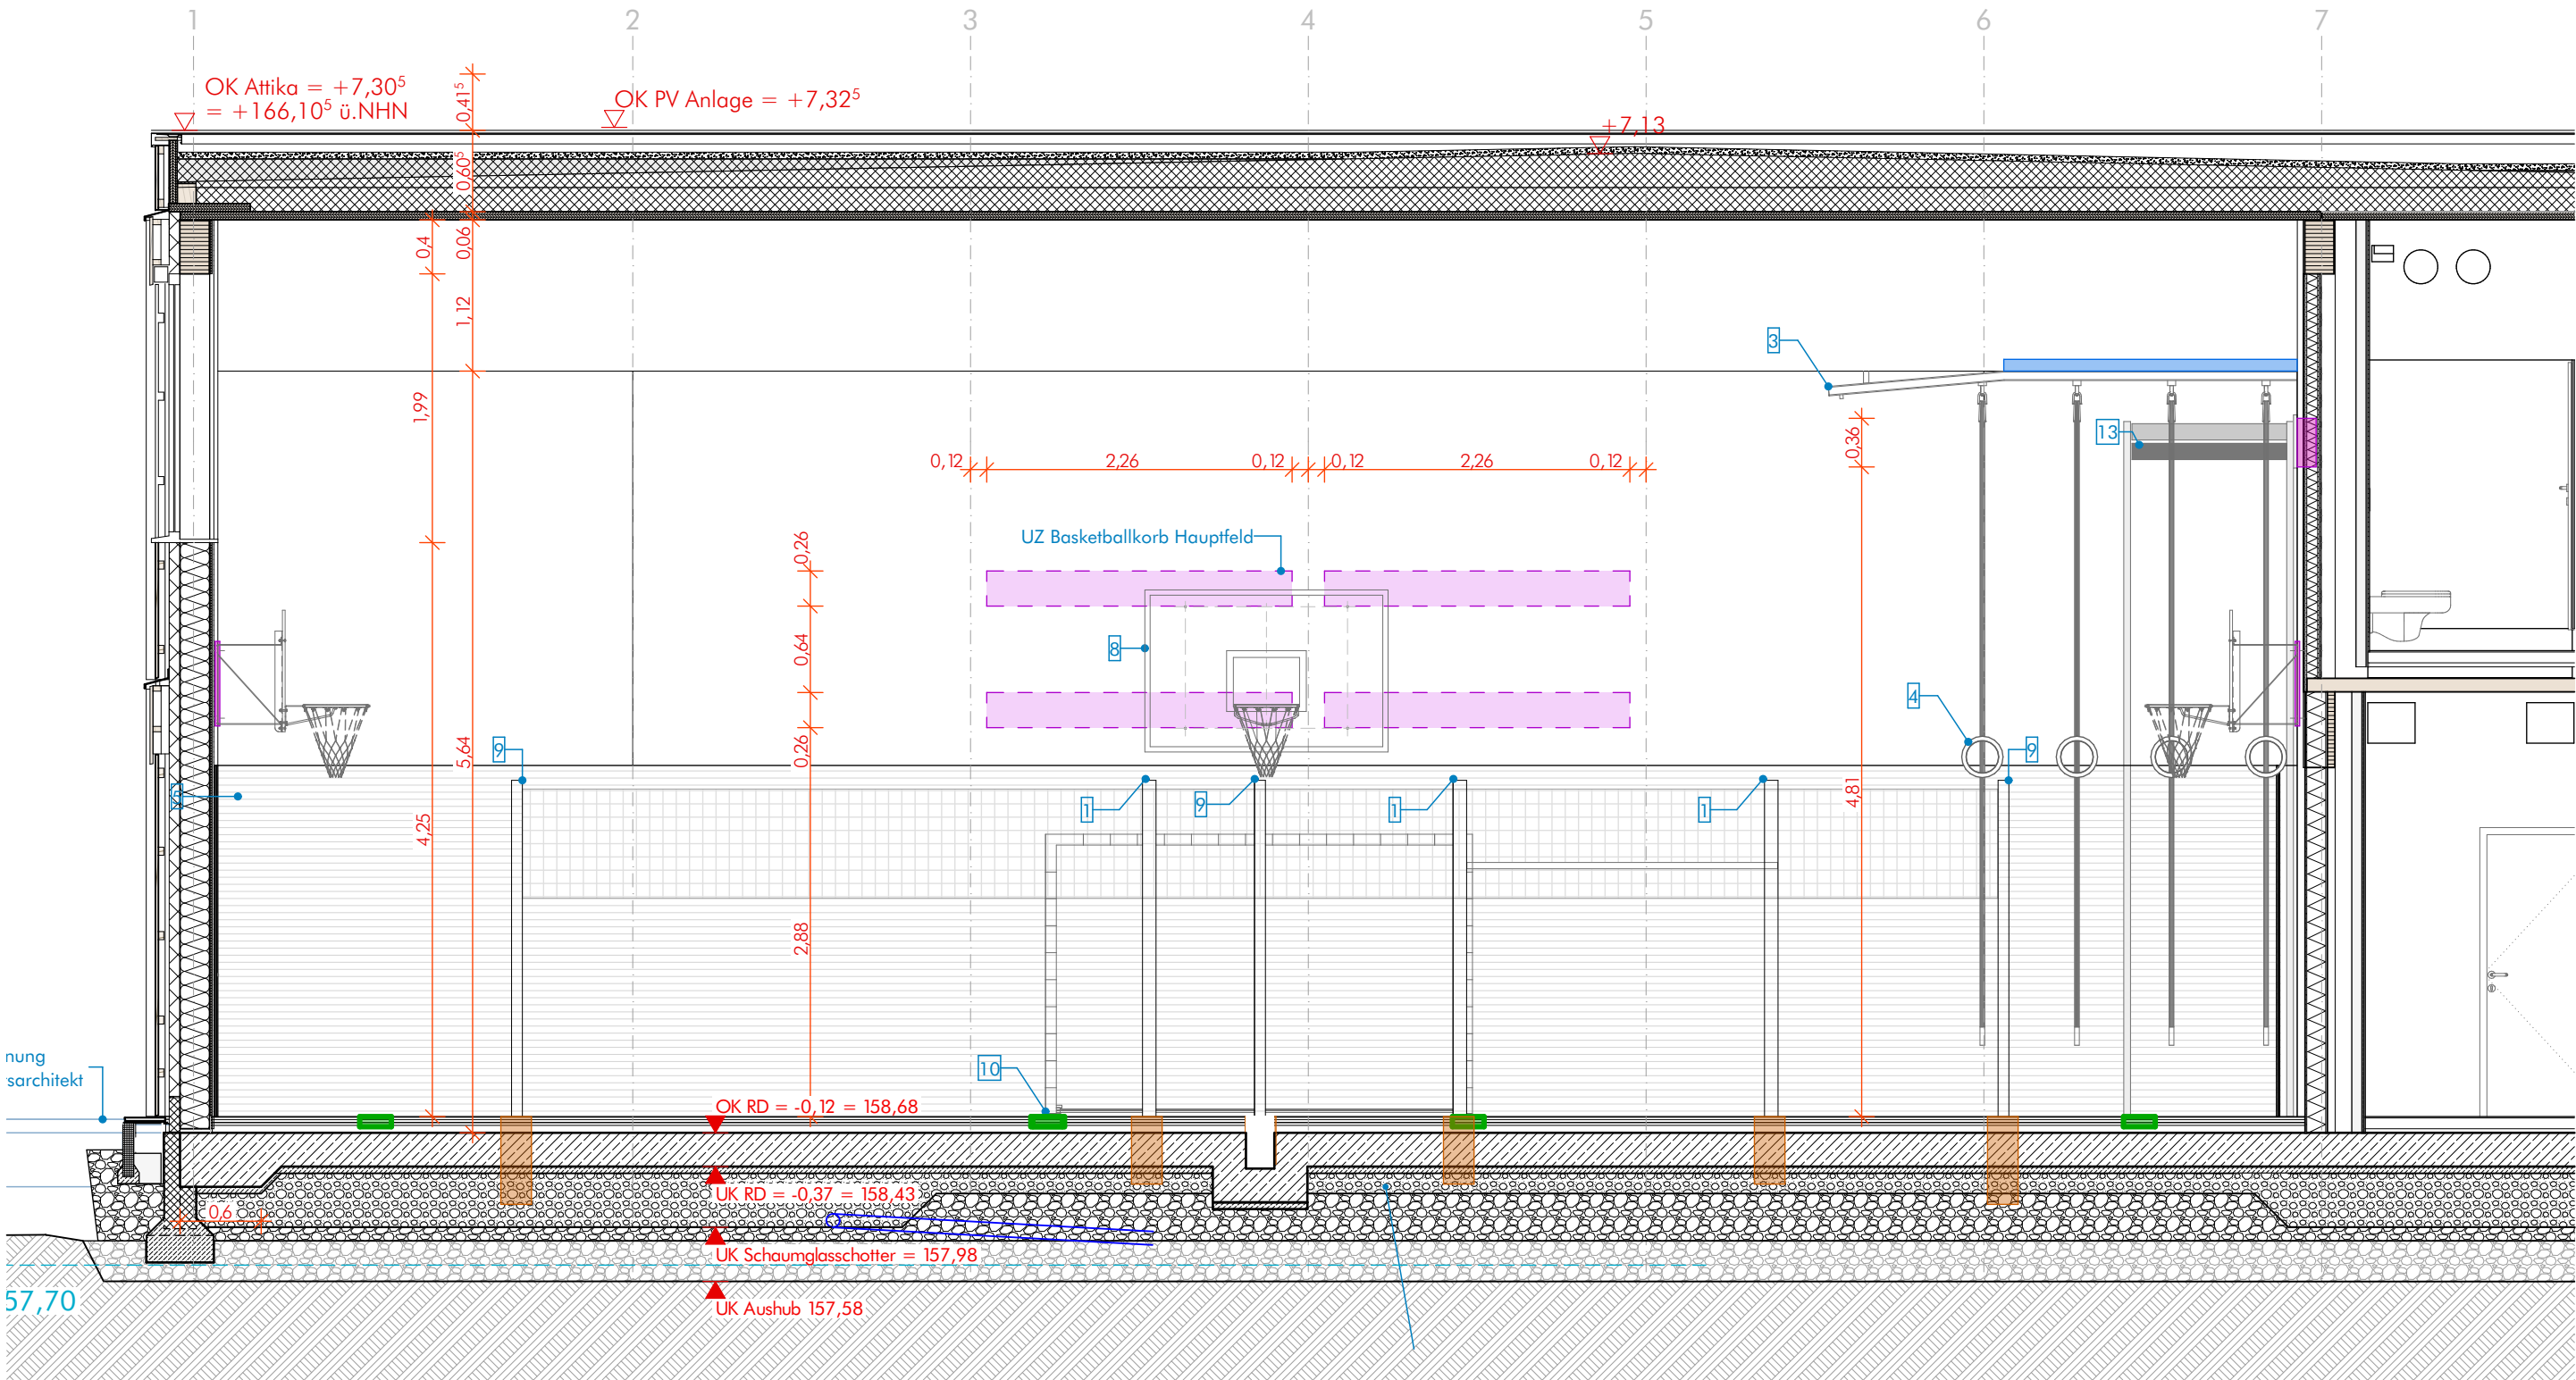 1 2 3 4 5 6 7
OK Attika = +7,30⁵
= +166,10⁵ ü.NHN
0,41⁵
OK PV Anlage = +7,32⁵
+7,13
0,60⁵
0,4
0,06
1,12
3
1,99
13
0,36
0,12 2,26 0,12 0,12 2,26 0,12
UZ Basketballkorb Hauptfeld
0,26
8
0,64
4
5,64
9
0,26
9
4,25
1
9
1
1
4,81
2,88
nung
sarchitekt
10
OK RD = -0,12 = 158,68
UK RD = -0,37 = 158,43
0,6
UK Schaumglasschotter = 157,98
57,70
UK Aushub 157,58